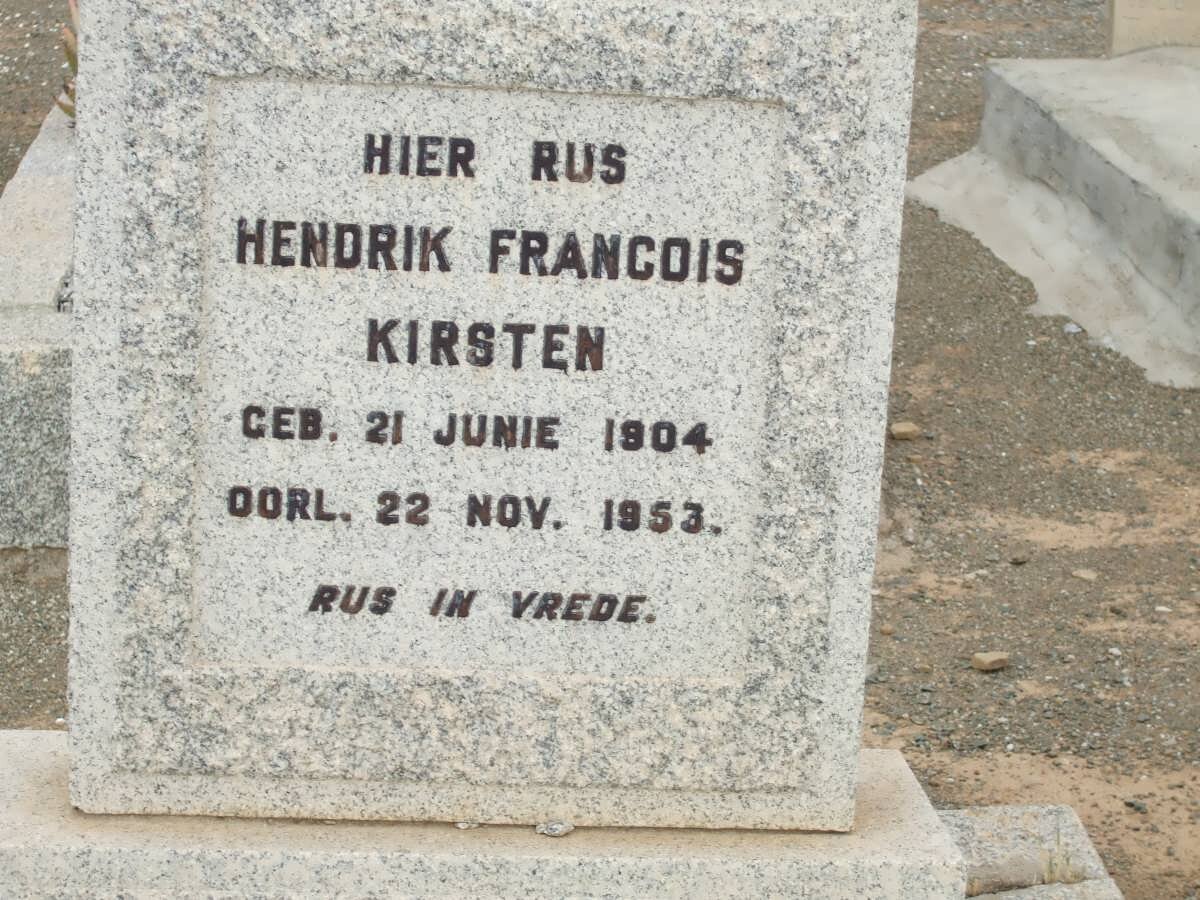 HIER RUS
HENDRIK FRANCOIS
KIRSTEN
GEB. 21 JUNIE 1904
OORL. 22 NOV. 1953.
RUS IN VREDE.